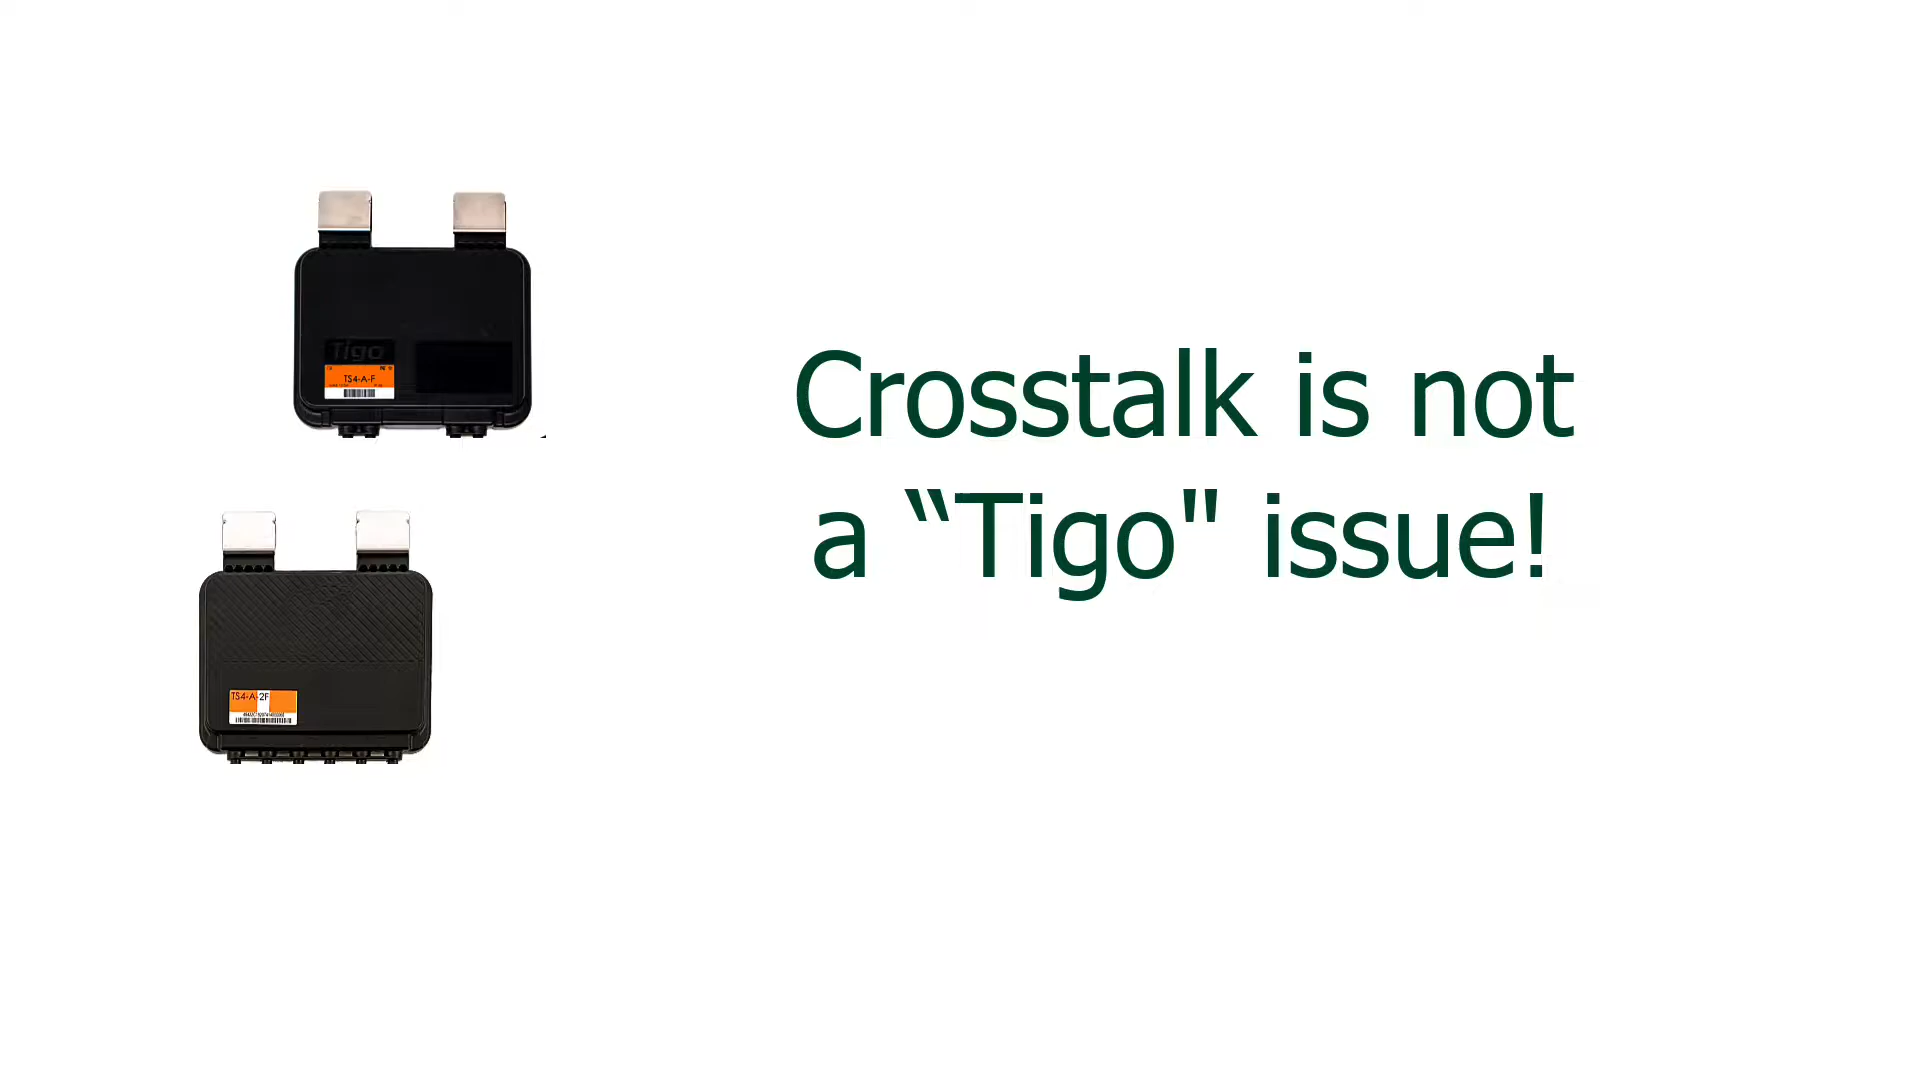 Tigo
TS4-A-F
TS4-A-2F
Crosstalk is not
a “Tigo" issue!